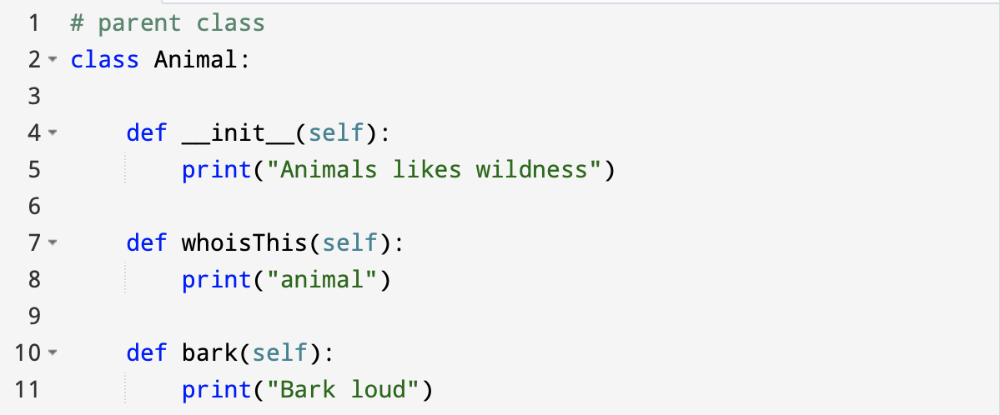 1 # parent class
2 class Animal:
3
4     def __init__(self):
5         print("Animals likes wildness")
6
7     def whoisThis(self):
8         print("animal")
9
10     def bark(self):
11         print("Bark loud")